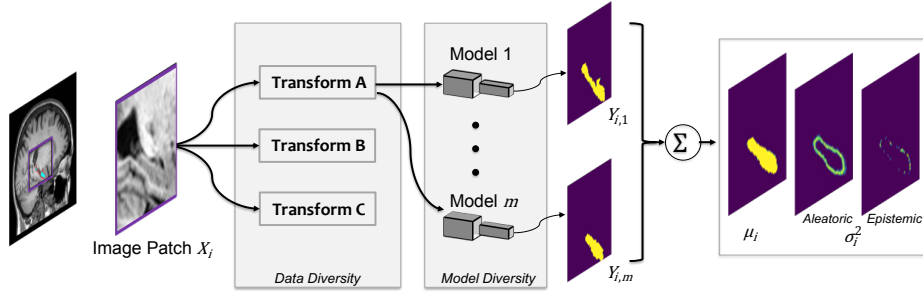 Image Patch X_i
Transform A
Transform B
Transform C
Data Diversity
Model 1
Model m
Model Diversity
Y_{i,1}
Y_{i,m}
Σ
Aleatoric
Epistemic
μ_i
σ_i^2